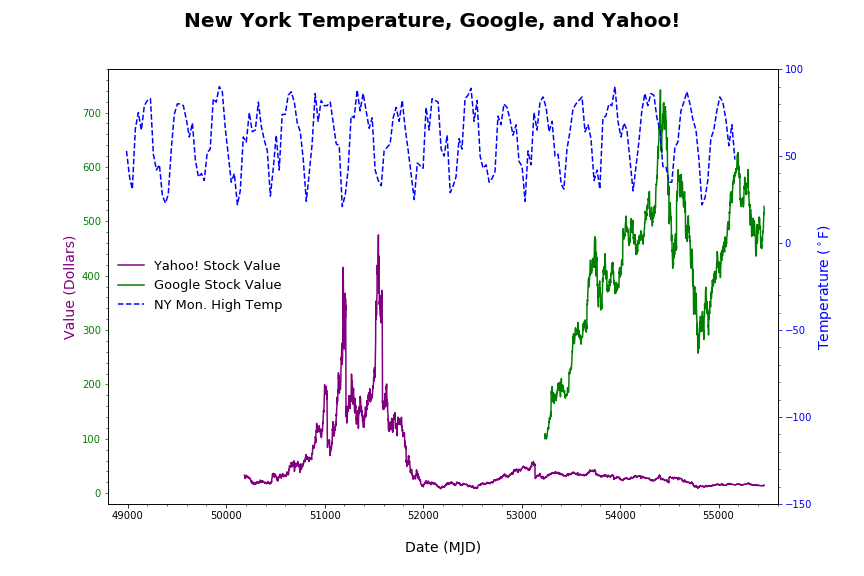 New York Temperature, Google, and Yahoo!
700
600
500
400
300
200
100
0
Value (Dollars)
Yahoo! Stock Value
Google Stock Value
NY Mon. High Temp
100
50
0
−50
−100
−150
Temperature (°F)
49000 50000 51000 52000 53000 54000 55000
Date (MJD)